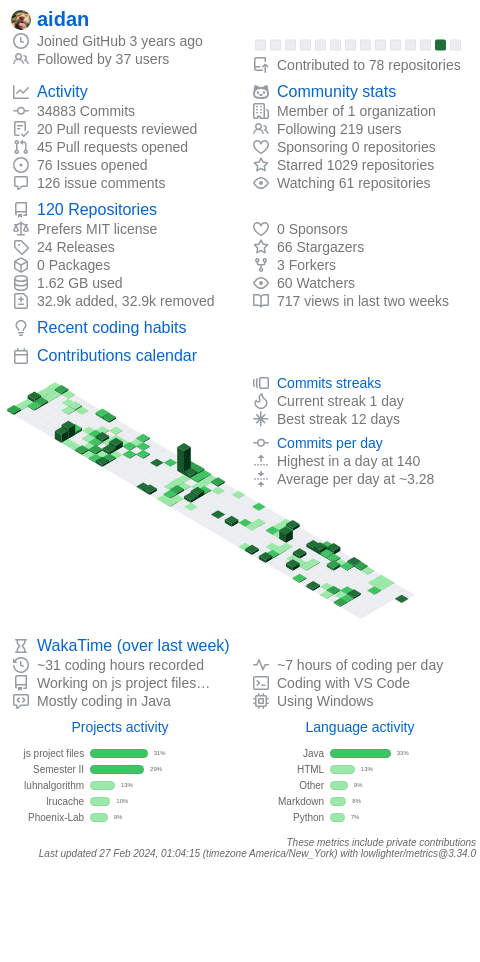 aidan
Joined GitHub 3 years ago
Followed by 37 users
Contributed to 78 repositories
Activity
34883 Commits
20 Pull requests reviewed
45 Pull requests opened
76 Issues opened
126 issue comments
Community stats
Member of 1 organization
Following 219 users
Sponsoring 0 repositories
Starred 1029 repositories
Watching 61 repositories
120 Repositories
Prefers MIT license
24 Releases
0 Packages
1.62 GB used
32.9k added, 32.9k removed
0 Sponsors
66 Stargazers
3 Forkers
60 Watchers
717 views in last two weeks
Recent coding habits
Contributions calendar
Commits streaks
Current streak 1 day
Best streak 12 days
Commits per day
Highest in a day at 140
Average per day at ~3.28
WakaTime (over last week)
~31 coding hours recorded
Working on js project files…
Mostly coding in Java
~7 hours of coding per day
Coding with VS Code
Using Windows
Projects activity
js project files 31%
Semester II 29%
luhnalgorithm 13%
lrucache 10%
Phoenix-Lab 9%
Language activity
Java 33%
HTML 13%
Other 9%
Markdown 8%
Python 7%
These metrics include private contributions
Last updated 27 Feb 2024, 01:04:15 (timezone America/New_York) with lowlighter/metrics@3.34.0